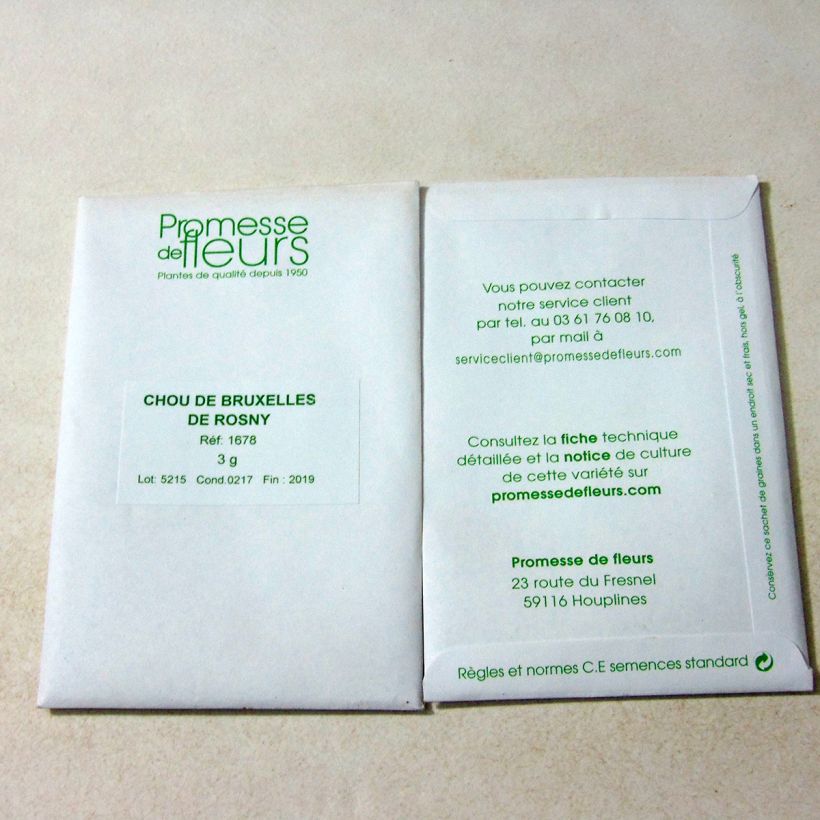 Promesse
de fleurs
Plantes de qualité depuis 1950
CHOU DE BRUXELLES
DE ROSNY
Réf: 1678
3 g
Lot: 5215 Cond.0217 Fin : 2019
Vous pouvez contacter
notre service client
par tel. au 03 61 76 08 10,
par mail à
serviceclient@promessedefleurs.com
Consultez la fiche technique
détaillée et la notice de culture
de cette variété sur
promessedefleurs.com
Promesse de fleurs
23 route du Fresnel
59116 Houplines
Règles et normes C.E semences standard
Conservez ce sachet de graines dans un endroit sec et frais, hors gel, à l'obscurité